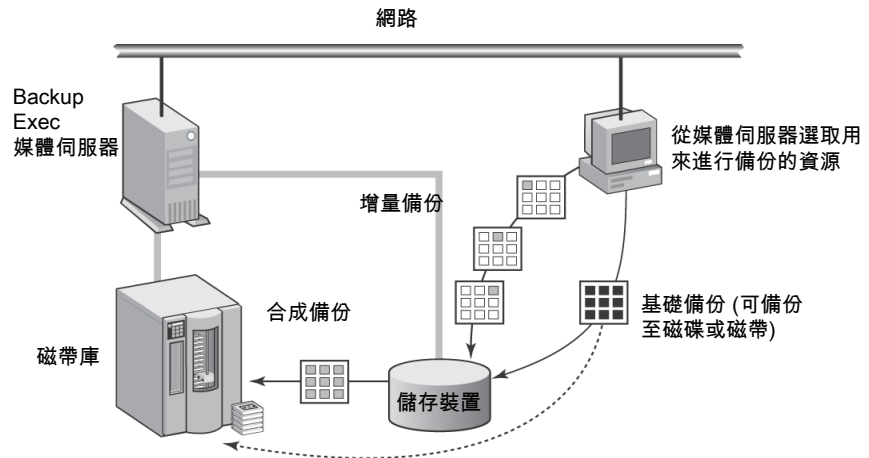 網路
Backup
Exec
媒體伺服器
從媒體伺服器選取用
來進行備份的資源
增量備份
基礎備份 (可備份
至磁碟或磁帶)
合成備份
磁帶庫
儲存裝置